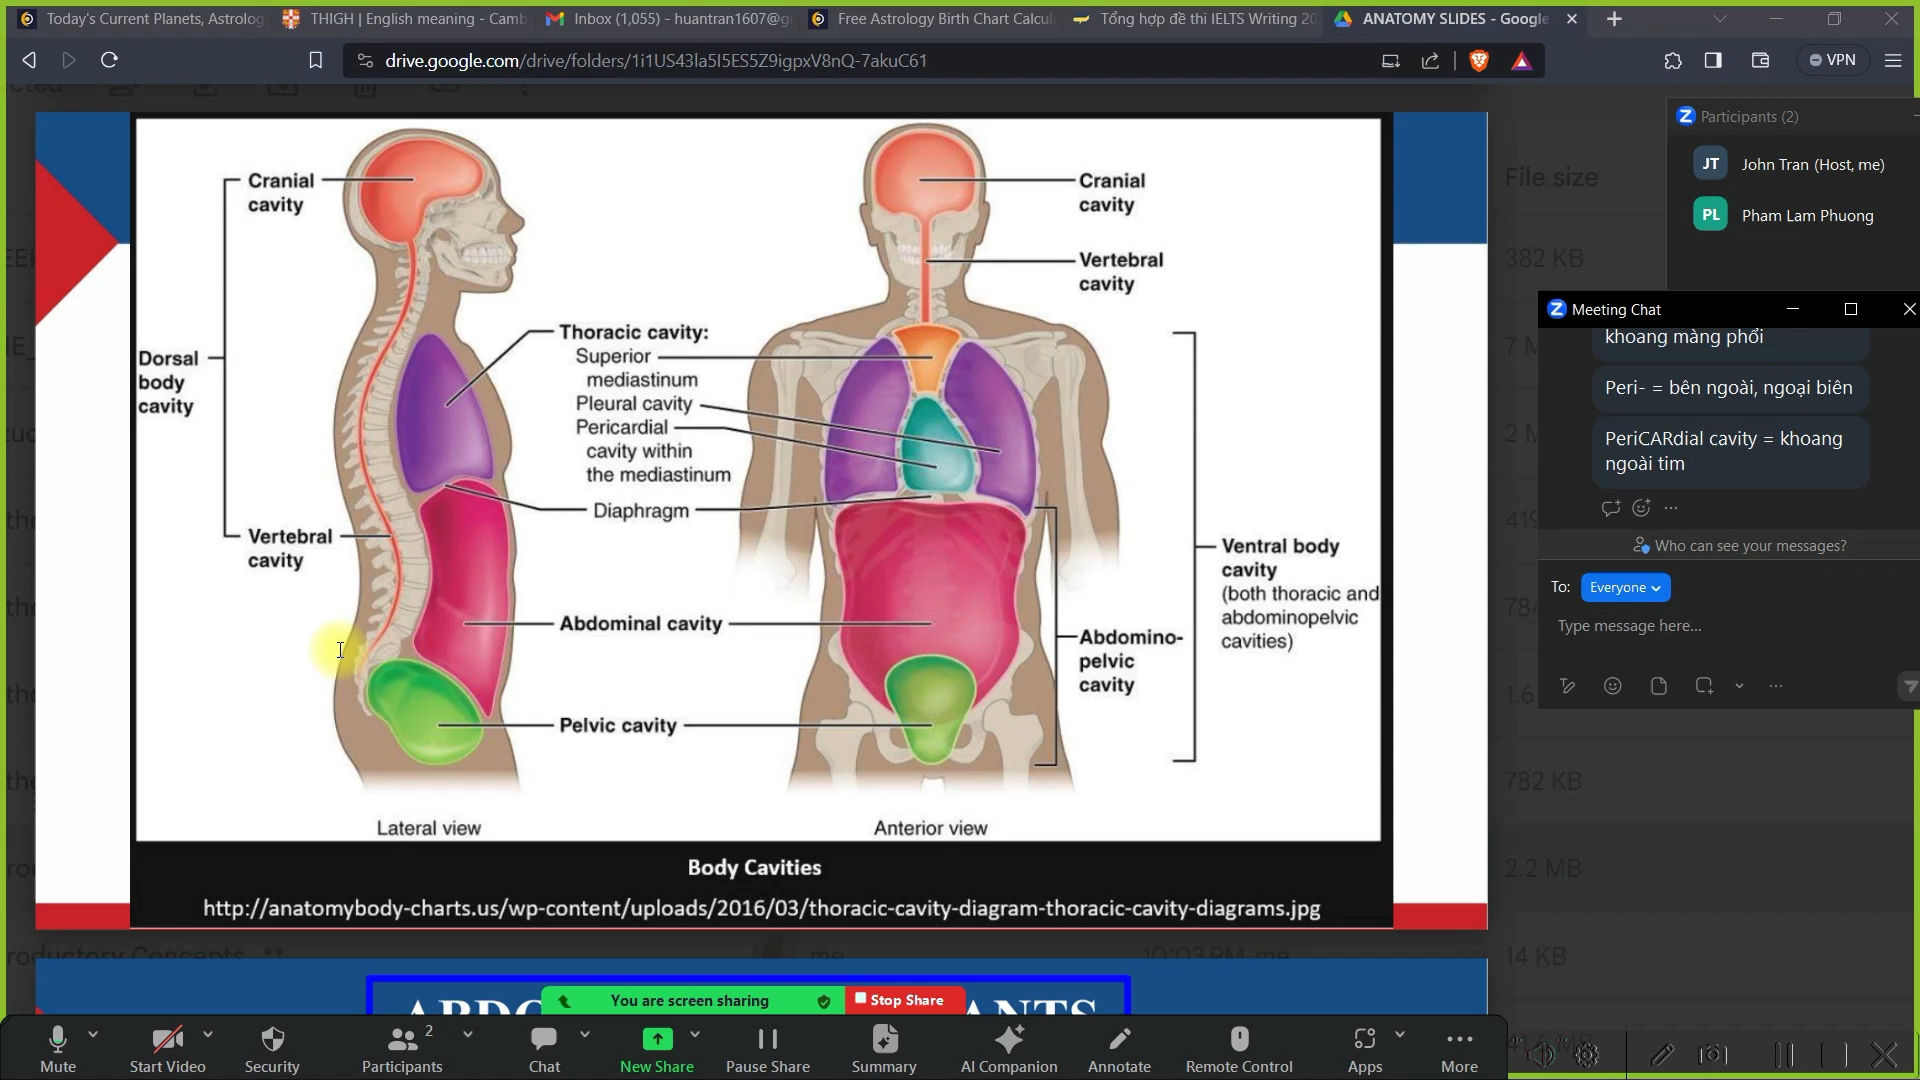 Today's Current Planets, Astrolog
THIGH | English meaning - Camb
Inbox (1,055) - huantran1607@g
Free Astrology Birth Chart Calcul
Tổng hợp đề thi IELTS Writing 20
ANATOMY SLIDES - Google
drive.google.com/drive/folders/1i1US43la5I5ES5Z9igpxV8nQ-7akuC61
VPN
Cranial
cavity
Dorsal
body
cavity
Vertebral
cavity
Thoracic cavity:
Superior
mediastinum
Pleural cavity
Pericardial
cavity within
the mediastinum
Diaphragm
Abdominal cavity
Pelvic cavity
Cranial
cavity
Vertebral
cavity
Ventral body
cavity
(both thoracic and
abdominopelvic
cavities)
Abdomino-
pelvic
cavity
Lateral view
Anterior view
Body Cavities
http://anatomybody-charts.us/wp-content/uploads/2016/03/thoracic-cavity-diagram-thoracic-cavity-diagrams.jpg
File size
382 KB
782 KB
2.2 MB
14 KB
roductory Concepts
me
10:03 PM me
Participants (2)
JT
John Tran (Host, me)
PL
Pham Lam Phuong
Meeting Chat
khoang màng phổi
Peri- = bên ngoài, ngoại biên
PeriCARdial cavity = khoang
ngoài tim
Who can see your messages?
To:
Everyone
Type message here...
You are screen sharing
Stop Share
Mute
Start Video
Security
2
Participants
Chat
New Share
Pause Share
Summary
AI Companion
Annotate
Remote Control
Apps
More